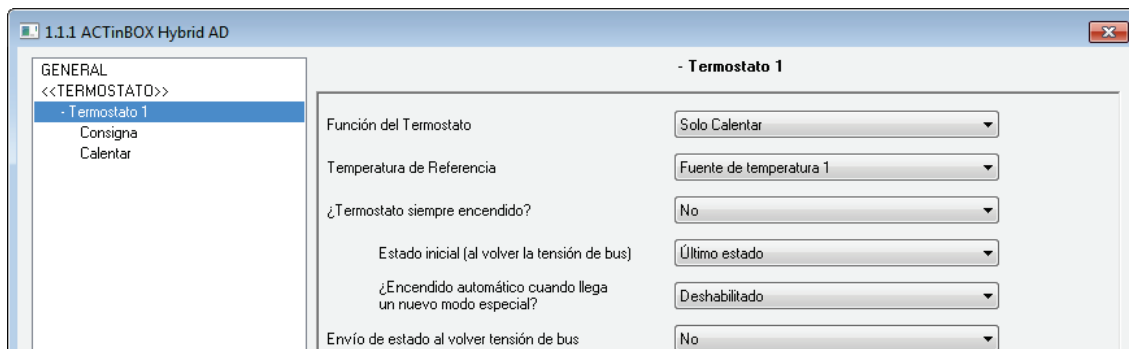 1.1.1 ACTinBOX Hybrid AD
GENERAL
<<TERMOSTATO>>
- Termostato 1
Consigna
Calentar
- Termostato 1
Función del Termostato
Solo Calentar
Temperatura de Referencia
Fuente de temperatura 1
¿Termostato siempre encendido?
No
Estado inicial (al volver la tensión de bus)
Último estado
¿Encendido automático cuando llega
un nuevo modo especial?
Deshabilitado
Envío de estado al volver tensión de bus
No